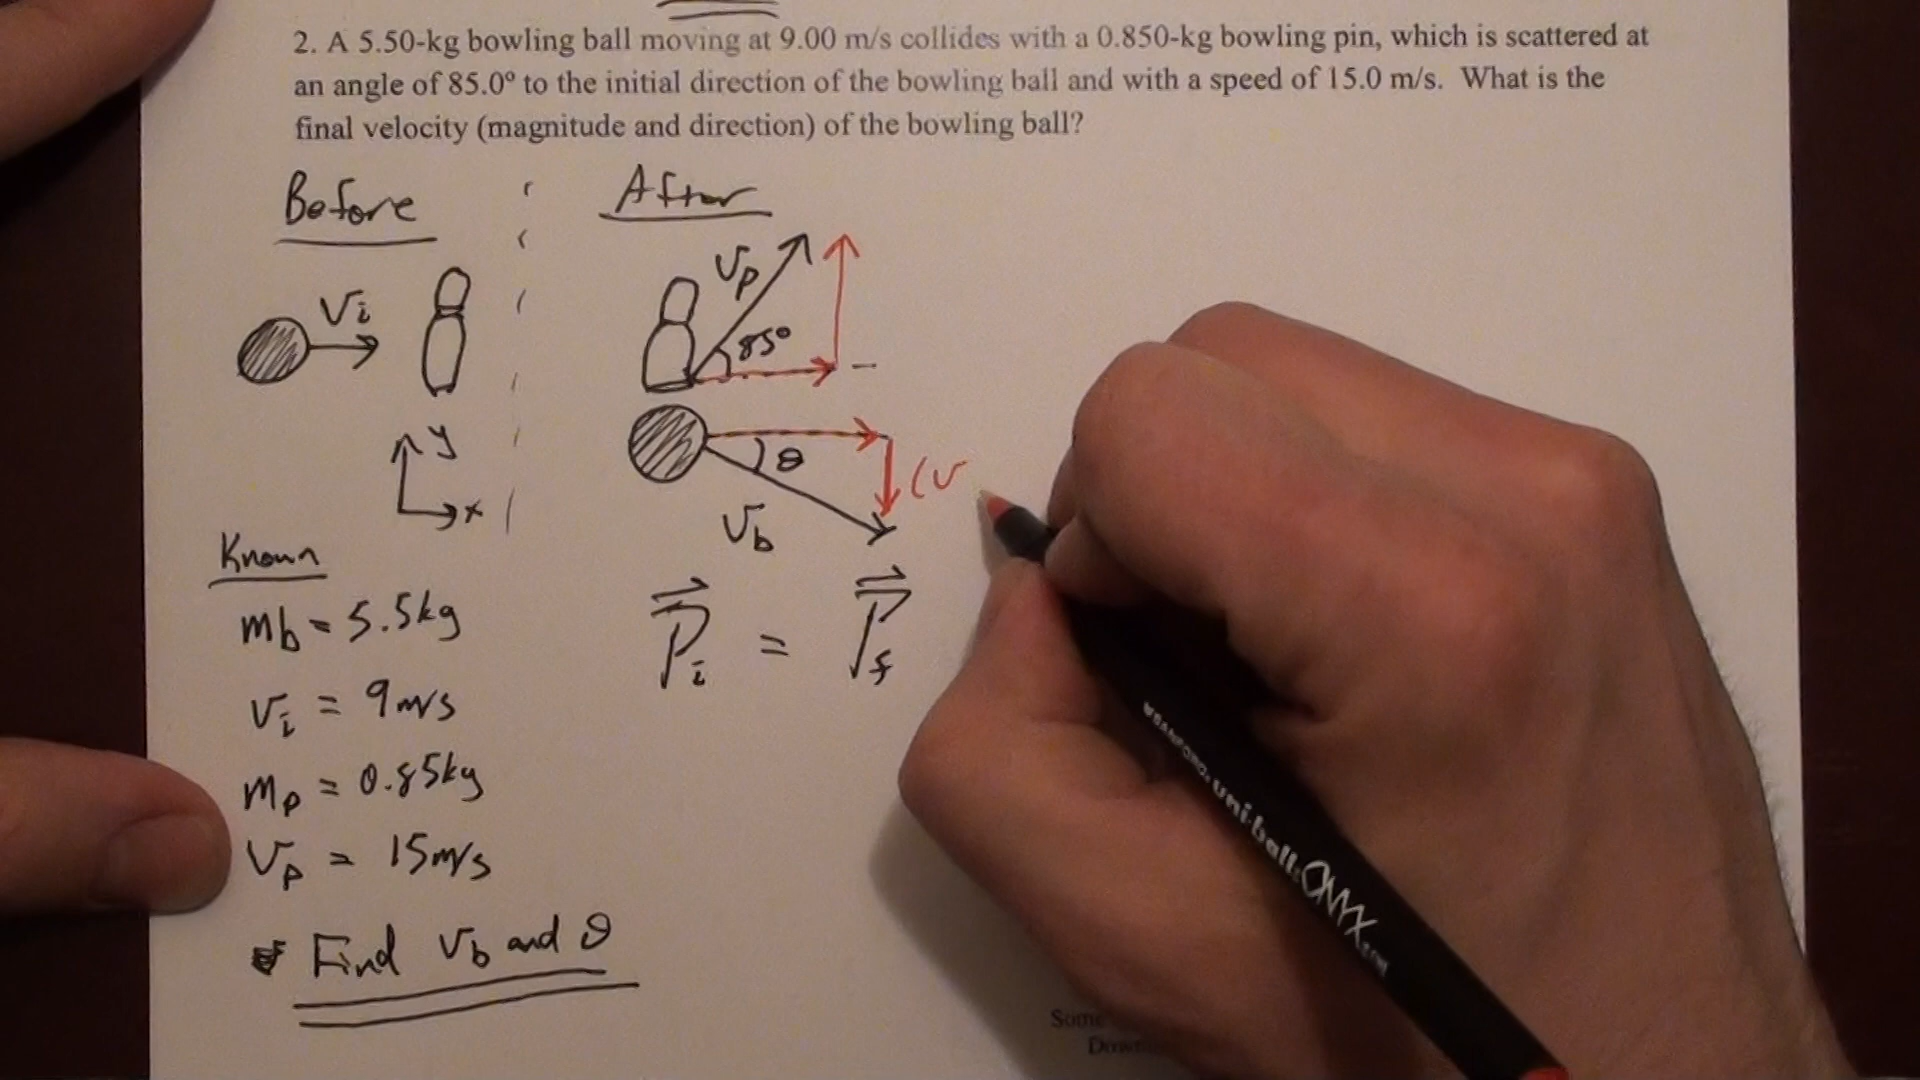 2. A 5.50-kg bowling ball moving at 9.00 m/s collides with a 0.850-kg bowling pin, which is scattered at
an angle of 85.0° to the initial direction of the bowling ball and with a speed of 15.0 m/s. What is the
final velocity (magnitude and direction) of the bowling ball?
Before
After
Vi
Vp
85°
y
x
θ
(v
Vb
Known
mb = 5.5kg
Pi = Pf
vi = 9m/s
mp = 0.85kg
Vp = 15m/s
Find Vb and θ
uni-ball ONYX
Some